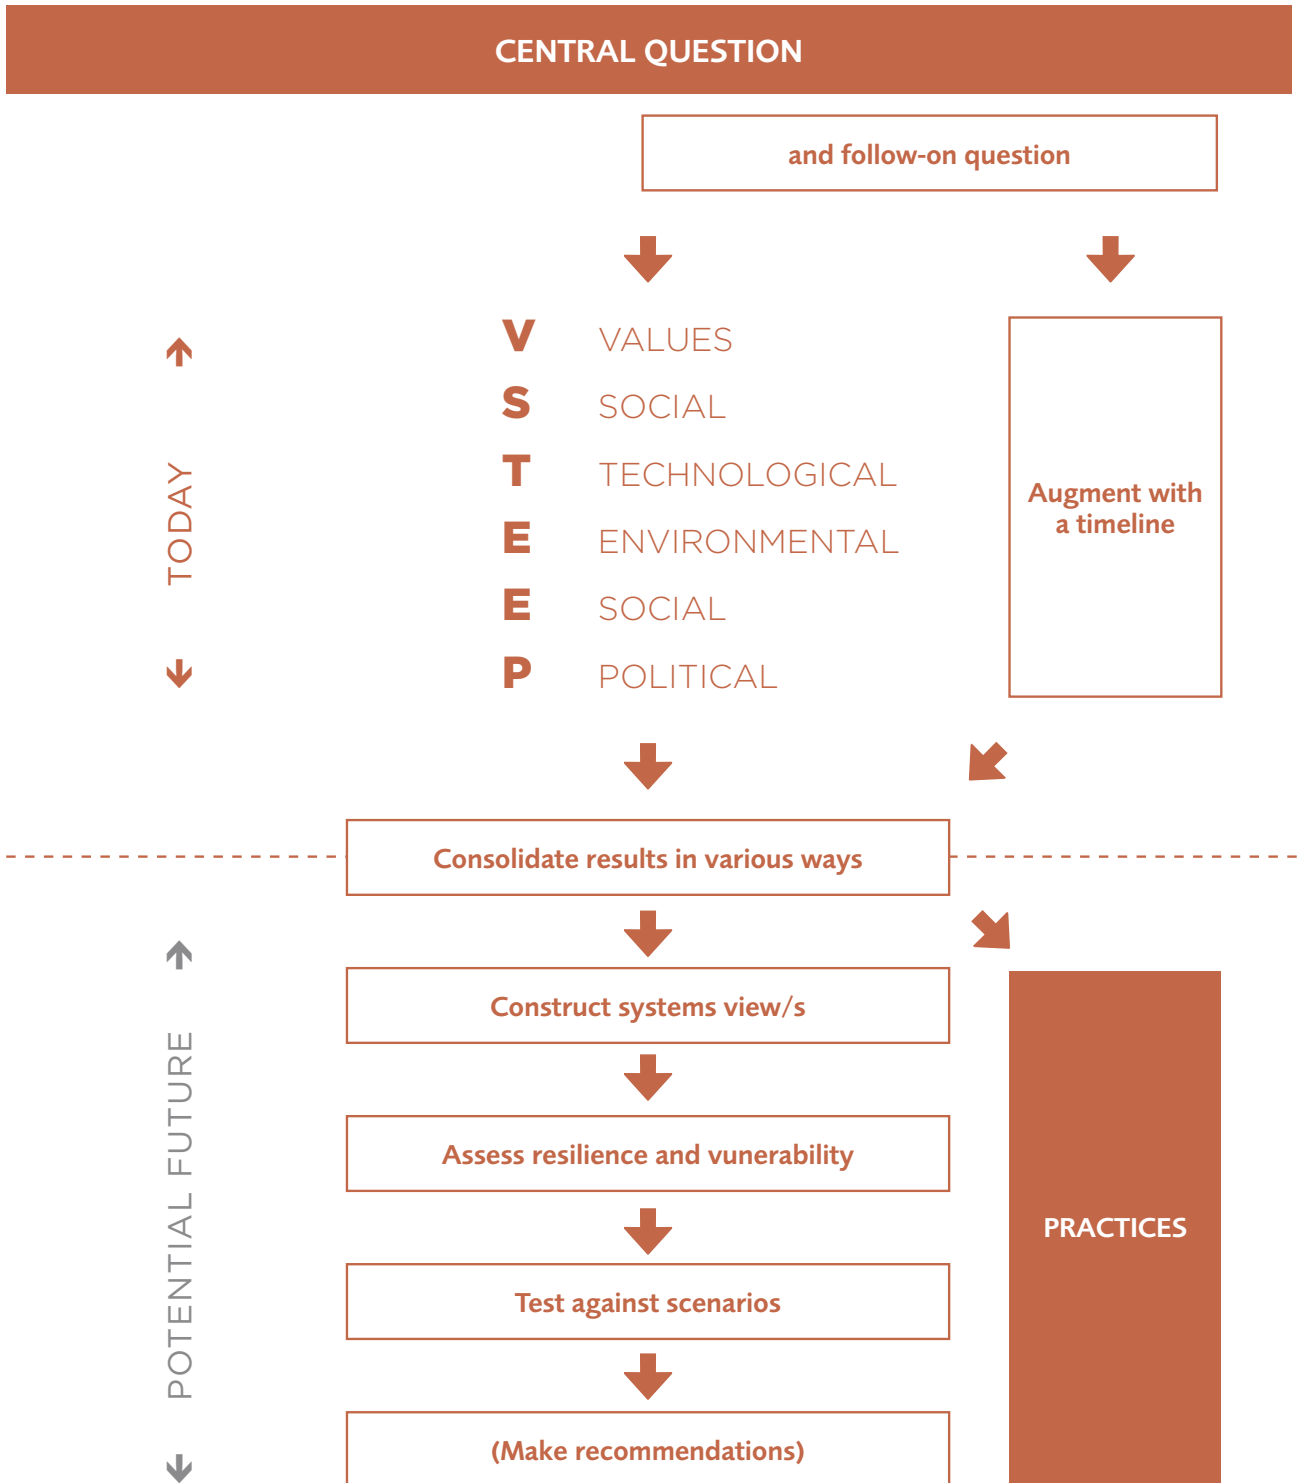 CENTRAL QUESTION
and follow-on question
TODAY
V VALUES
S SOCIAL
T TECHNOLOGICAL
E ENVIRONMENTAL
E SOCIAL
P POLITICAL
Augment with
a timeline
Consolidate results in various ways
POTENTIAL FUTURE
Construct systems view/s
Assess resilience and vunerability
Test against scenarios
(Make recommendations)
PRACTICES